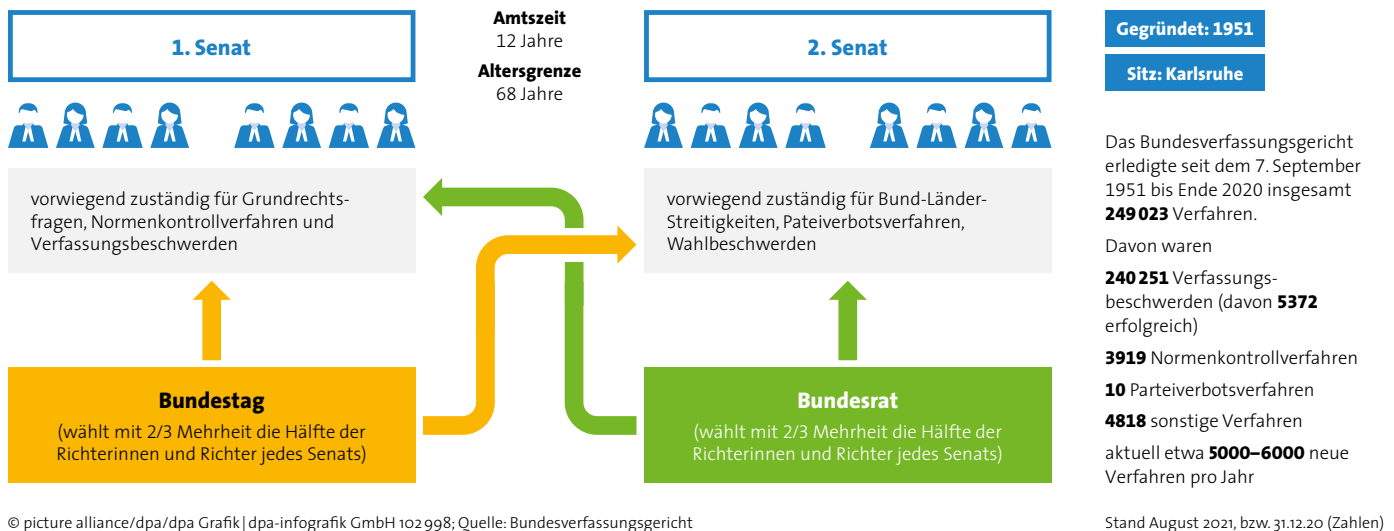 1. Senat
Amtszeit
12 Jahre
Altersgrenze
68 Jahre
2. Senat
vorwiegend zuständig für Grundrechts-
fragen, Normenkontrollverfahren und
Verfassungsbeschwerden
vorwiegend zuständig für Bund-Länder-
Streitigkeiten, Pateiverbotsverfahren,
Wahlbeschwerden
Bundestag
(wählt mit 2/3 Mehrheit die Hälfte der
Richterinnen und Richter jedes Senats)
Bundesrat
(wählt mit 2/3 Mehrheit die Hälfte der
Richterinnen und Richter jedes Senats)
Gegründet: 1951
Sitz: Karlsruhe
Das Bundesverfassungsgericht
erledigte seit dem 7. September
1951 bis Ende 2020 insgesamt
249 023 Verfahren.
Davon waren
240 251 Verfassungs-
beschwerden (davon 5372
erfolgreich)
3919 Normenkontrollverfahren
10 Parteiverbotsverfahren
4818 sonstige Verfahren
aktuell etwa 5000–6000 neue
Verfahren pro Jahr
© picture alliance/dpa/dpa Grafik | dpa-infografik GmbH 102 998; Quelle: Bundesverfassungsgericht
Stand August 2021, bzw. 31.12.20 (Zahlen)